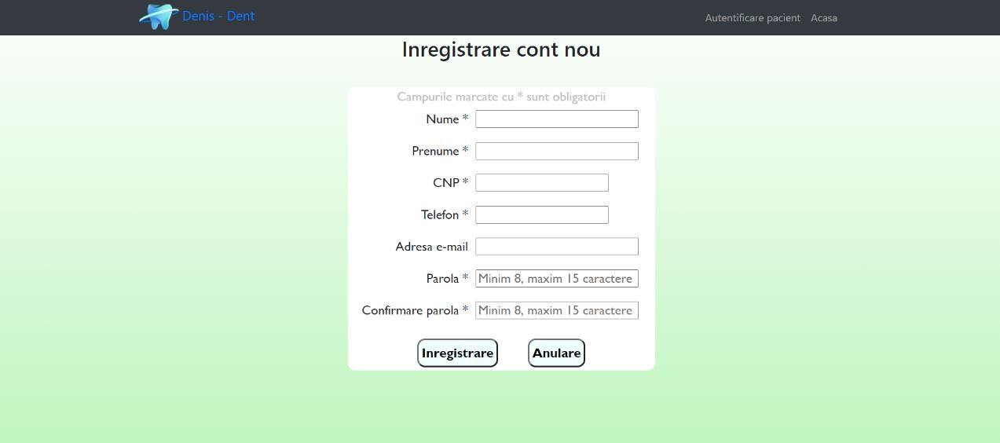 Denis - Dent
Autentificare pacient Acasa
Inregistrare cont nou
Campurile marcate cu * sunt obligatorii
Nume *
Prenume *
CNP *
Telefon *
Adresa e-mail
Parola * Minim 8, maxim 15 caractere
Confirmare parola * Minim 8, maxim 15 caractere
Inregistrare Anulare